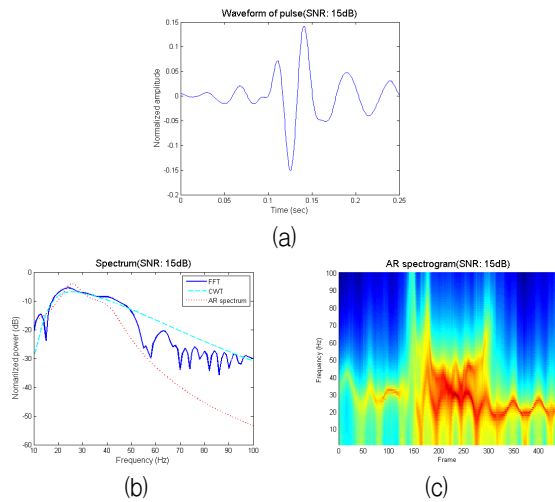 Waveform of pulse(SNR: 15dB)
0.15
0.1
0.05
0
-0.05
-0.1
-0.15
-0.2
Normalized amplitude
0 0.05 0.1 0.15 0.2 0.25
Time (sec)
(a)
Spectrum(SNR: 15dB)
FFT
CWT
AR spectrum
0
-10
-20
-30
-40
-50
-60
Nomarlized power (dB)
10 20 30 40 50 60 70 80 90 100
Frequency (Hz)
(b)
AR spectrogram(SNR: 15dB)
100
90
80
70
60
50
40
30
20
10
0
Frequency (Hz)
0 50 100 150 200 250 300 350 400
Frame
(c)